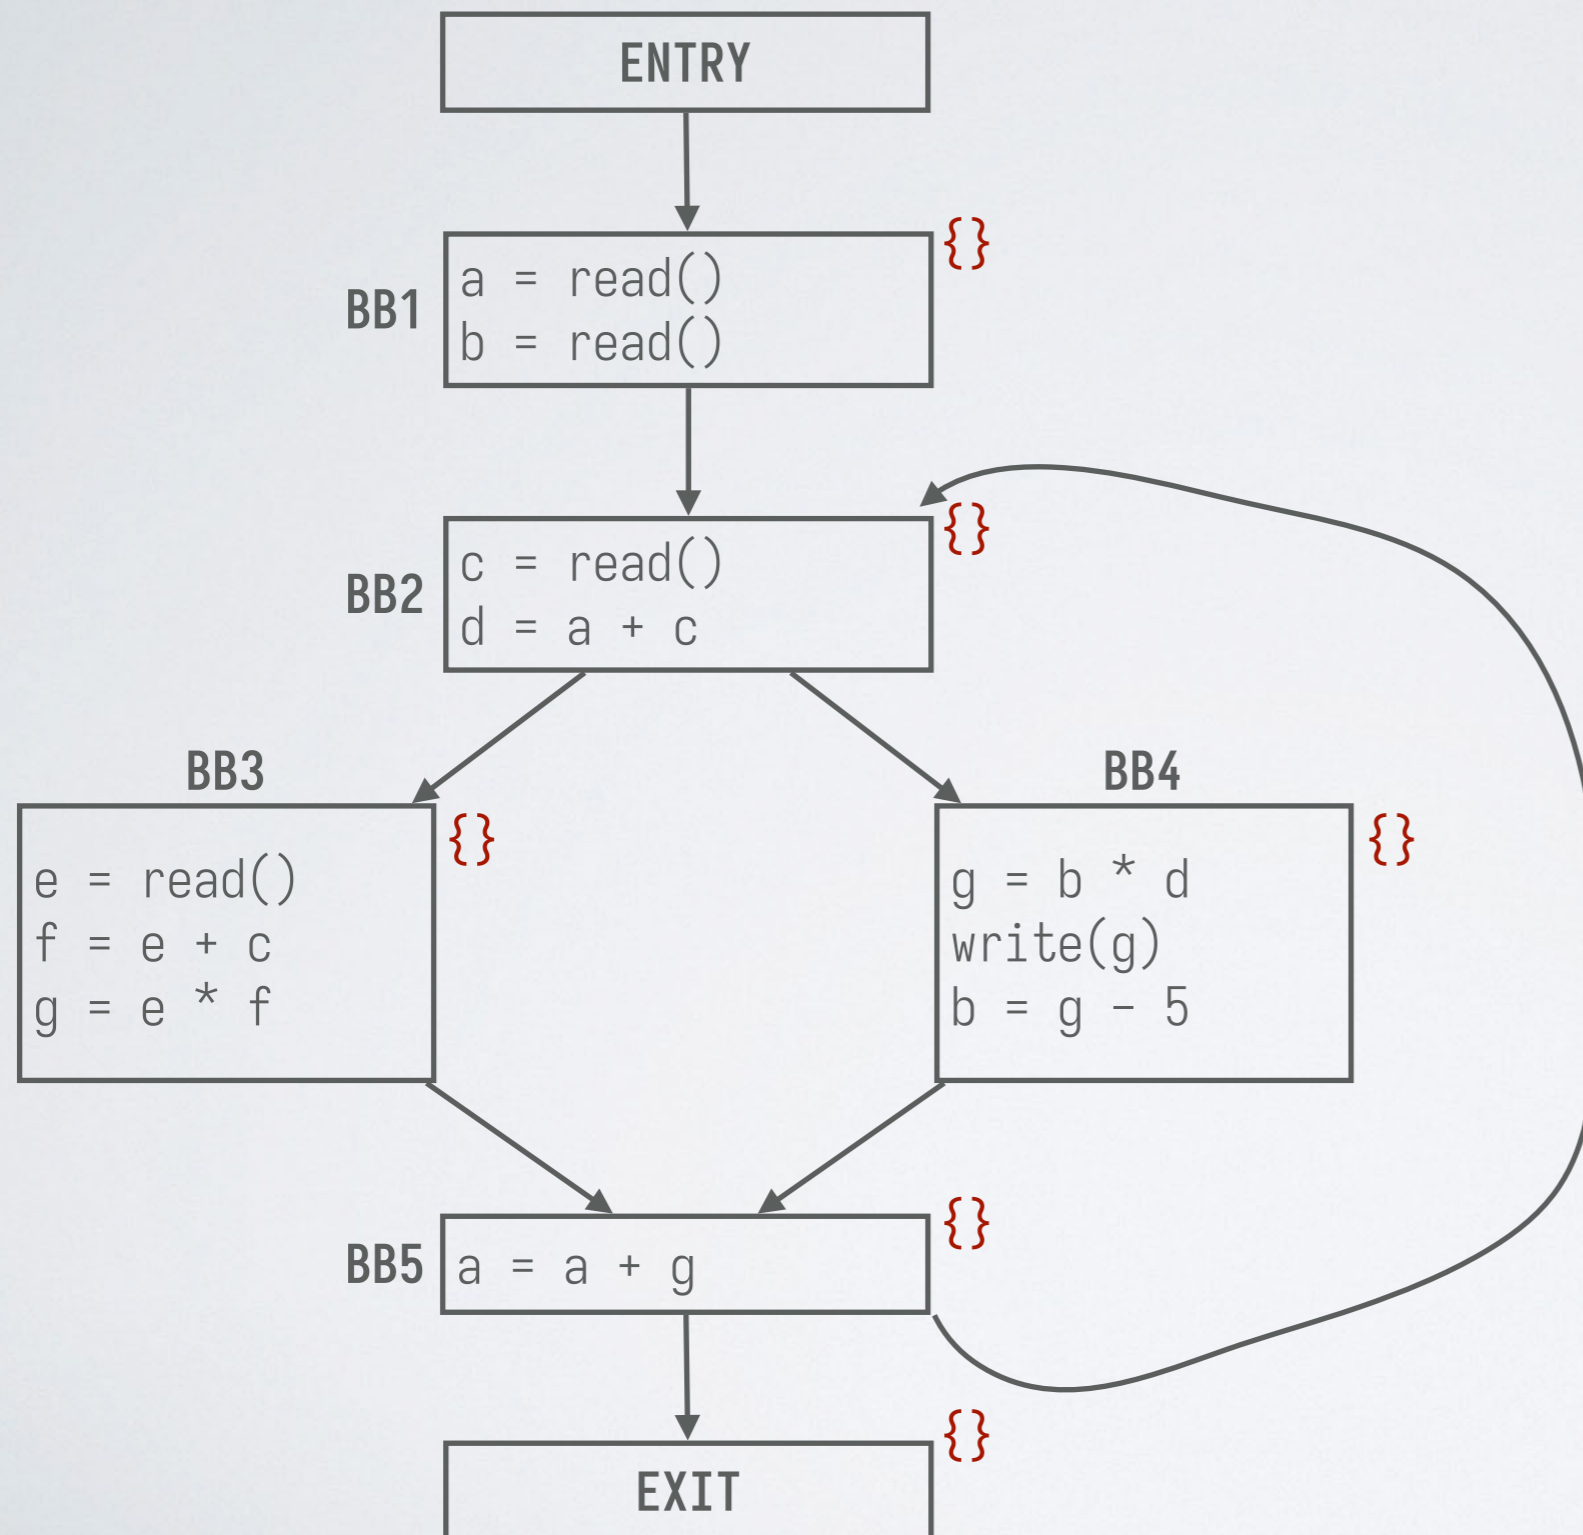 ENTRY
{}
BB1
a = read()
b = read()
{}
BB2
c = read()
d = a + c
BB3
{}
e = read()
f = e + c
g = e * f
BB4
{}
g = b * d
write(g)
b = g - 5
{}
BB5
a = a + g
{}
EXIT